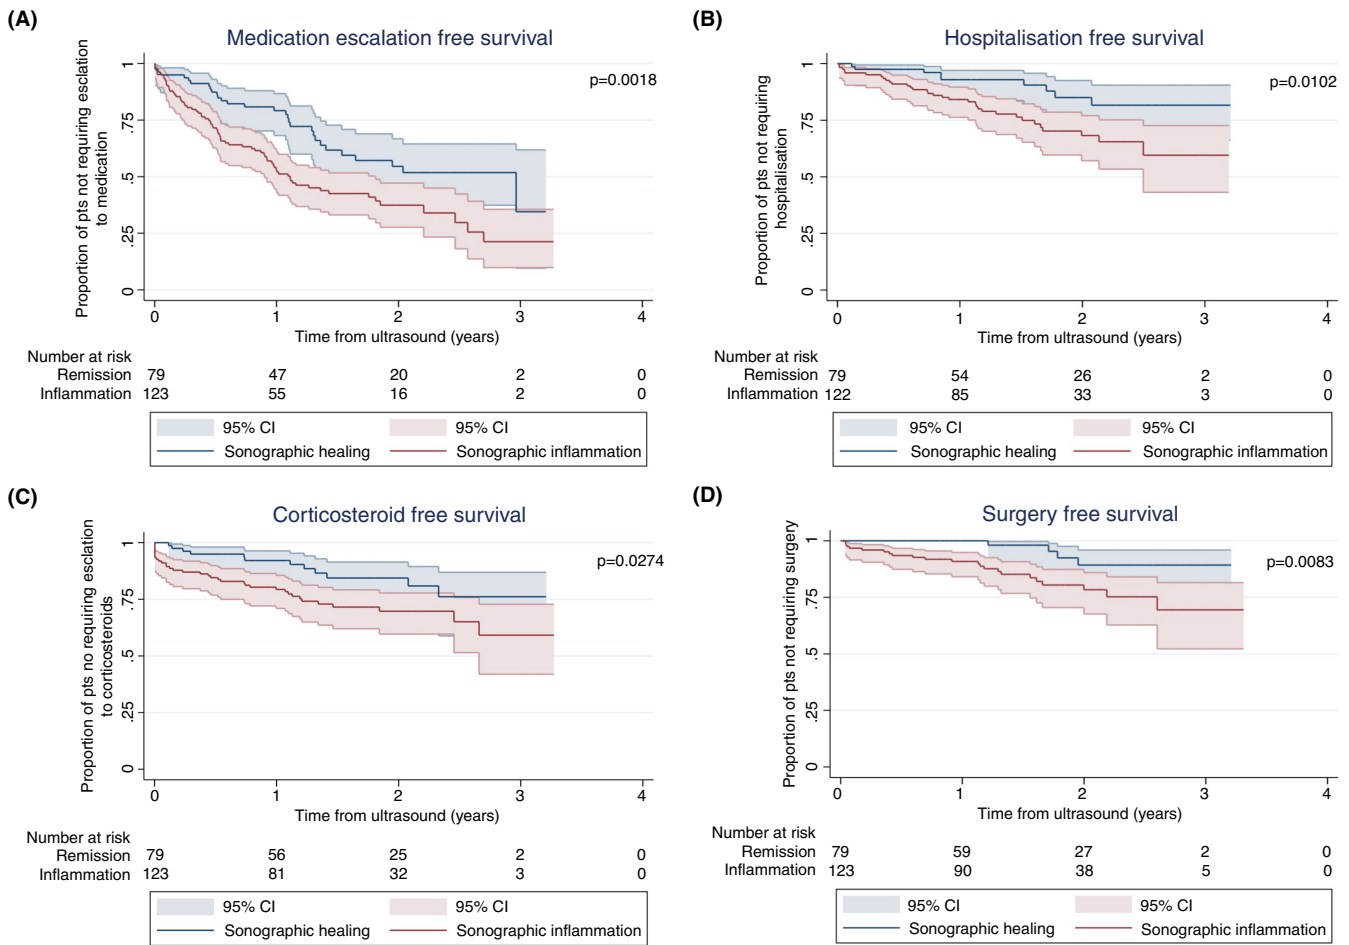 (A)
Medication escalation free survival
Proportion of pts not requiring esclation
to medication
p=0.0018
1
.75
.5
.25
0
0 1 2 3 4
Time from ultrasound (years)
Number at risk
Remission 79 47 20 2 0
Inflammation 123 55 16 2 0
95% CI 95% CI
Sonographic healing Sonographic inflammation
(B)
Hospitalisation free survival
Proportion of pts not requiring
hospitalisation
p=0.0102
1
.75
.5
.25
0
0 1 2 3 4
Time from ultrasound (years)
Number at risk
Remission 79 54 26 2 0
Inflammation 122 85 33 3 0
95% CI 95% CI
Sonographic healing Sonographic inflammation
(C)
Corticosteroid free survival
Proportion of pts no requiring escalation
to corticosteroids
p=0.0274
1
.75
.5
.25
0
0 1 2 3 4
Time from ultrasound (years)
Number at risk
Remission 79 56 25 2 0
Inflammation 123 81 32 3 0
95% CI 95% CI
Sonographic healing Sonographic inflammation
(D)
Surgery free survival
Proportion of pts not requiring surgery
p=0.0083
1
.75
.5
.25
0
0 1 2 3 4
Time from ultrasound (years)
Number at risk
Remission 79 59 27 2 0
Inflammation 123 90 38 5 0
95% CI 95% CI
Sonographic healing Sonographic inflammation